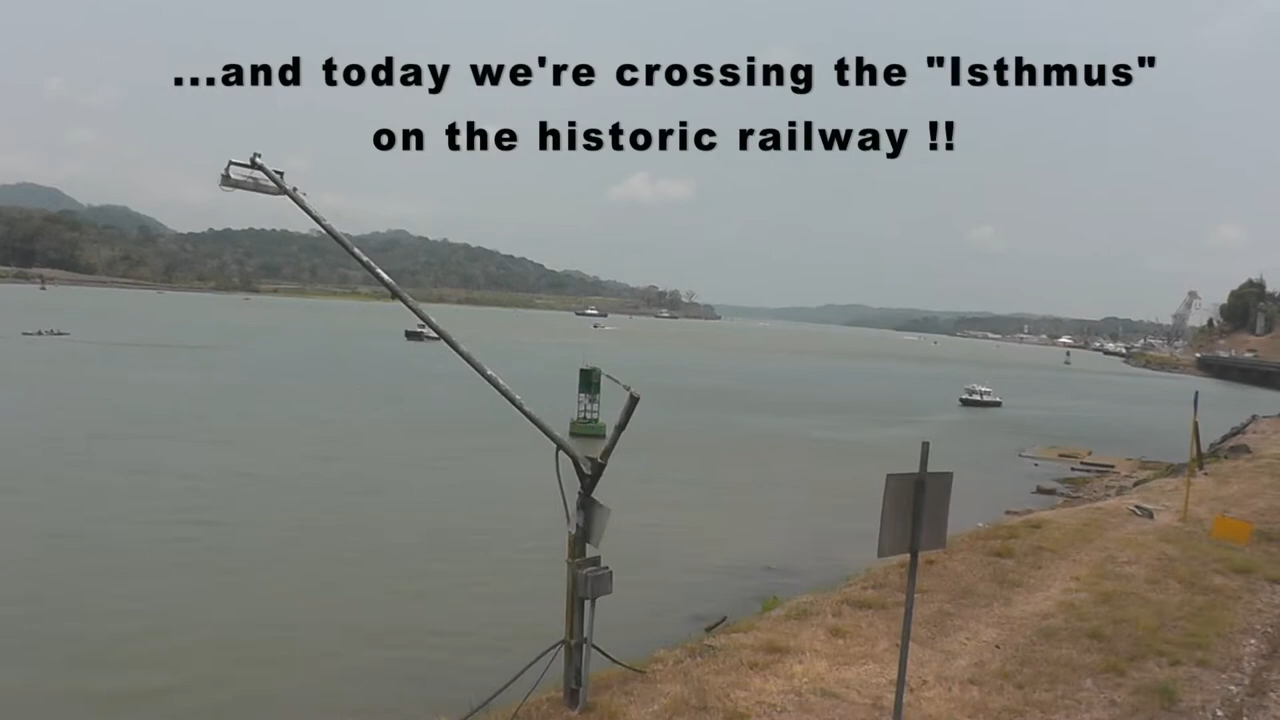 ...and today we're crossing the "Isthmus"
on the historic railway !!